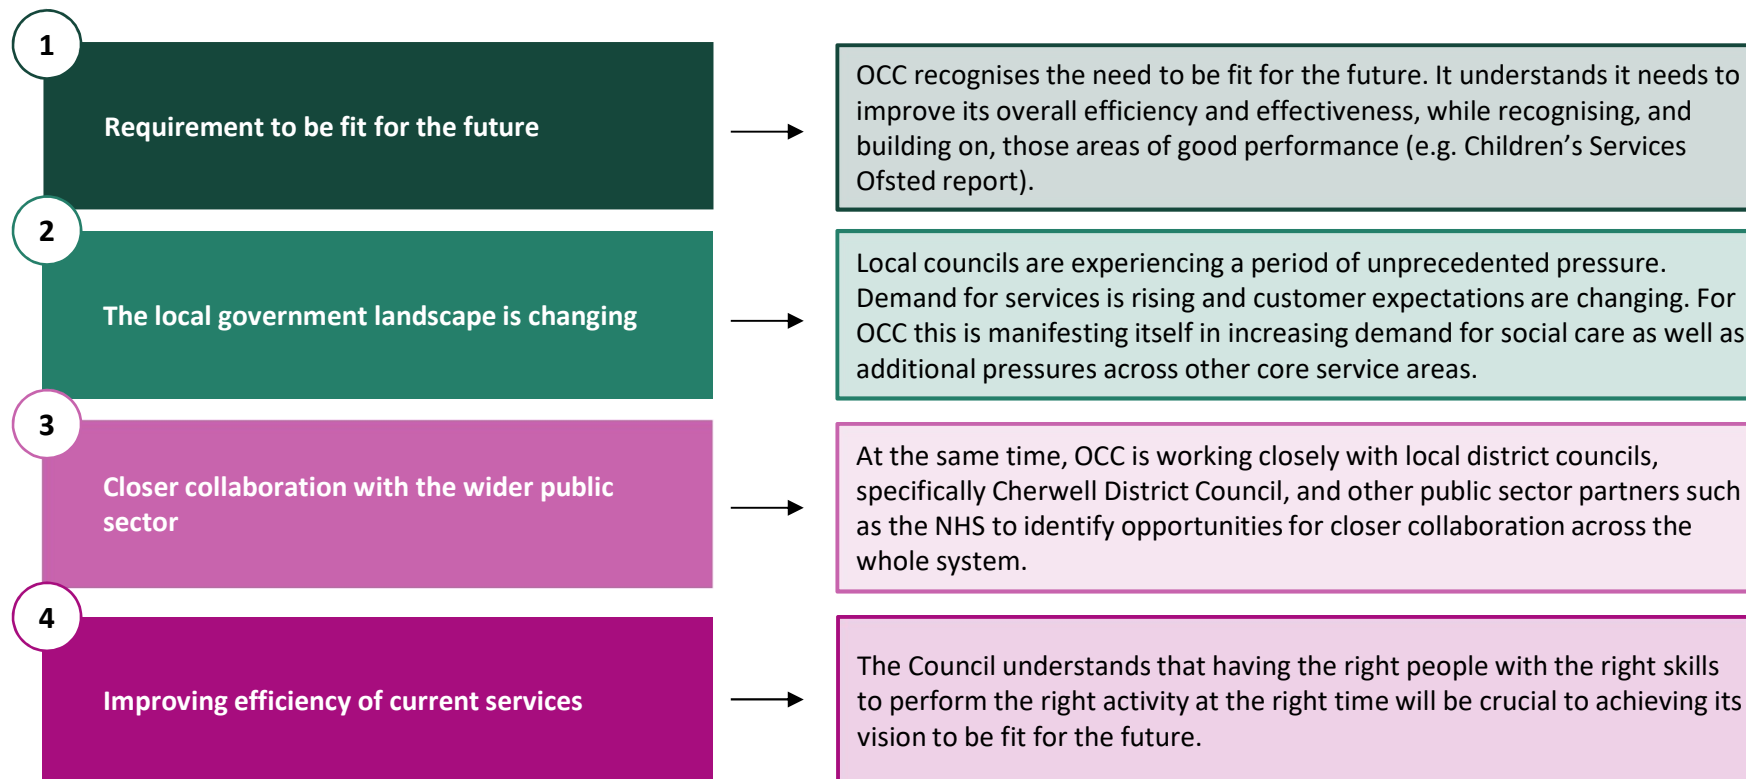 1
Requirement to be fit for the future
OCC recognises the need to be fit for the future. It understands it needs to
improve its overall efficiency and effectiveness, while recognising, and
building on, those areas of good performance (e.g. Children’s Services
Ofsted report).
2
The local government landscape is changing
Local councils are experiencing a period of unprecedented pressure.
Demand for services is rising and customer expectations are changing. For
OCC this is manifesting itself in increasing demand for social care as well as
additional pressures across other core service areas.
3
Closer collaboration with the wider public
sector
At the same time, OCC is working closely with local district councils,
specifically Cherwell District Council, and other public sector partners such
as the NHS to identify opportunities for closer collaboration across the
whole system.
4
Improving efficiency of current services
The Council understands that having the right people with the right skills
to perform the right activity at the right time will be crucial to achieving its
vision to be fit for the future.